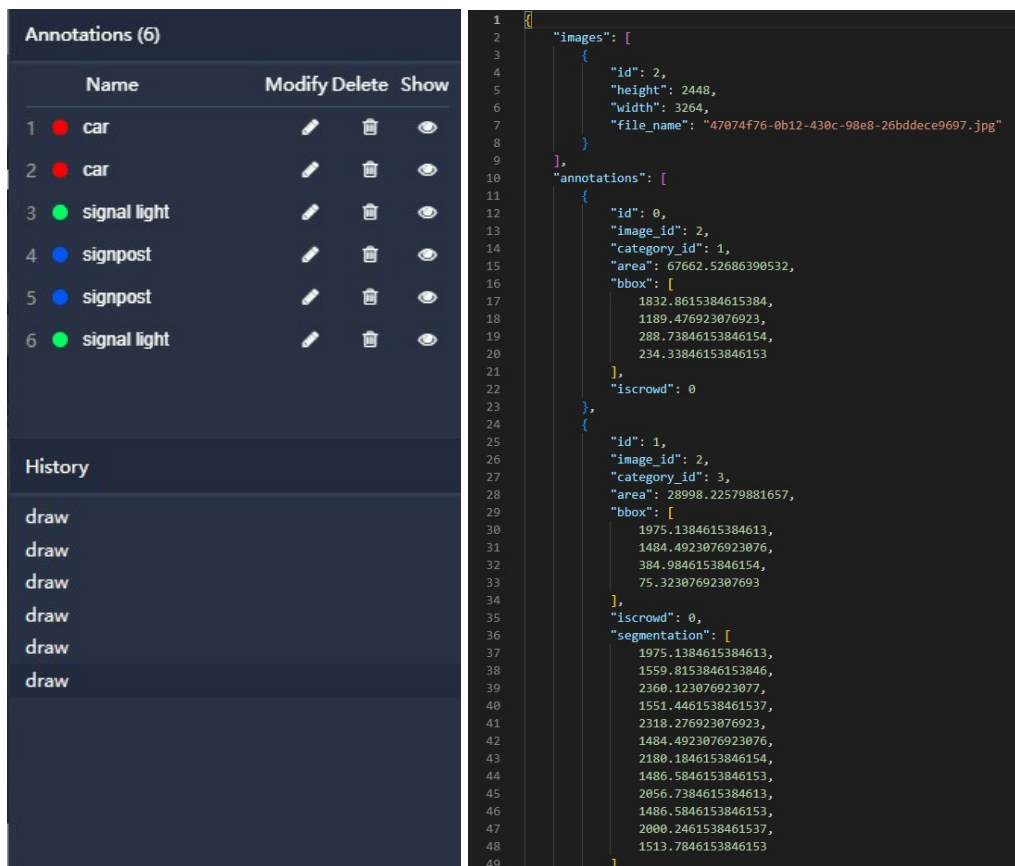 Annotations (6)
Name Modify Delete Show
1 car
2 car
3 signal light
4 signpost
5 signpost
6 signal light
History
draw
draw
draw
draw
draw
draw
1 {
2 "images": [
3 {
4 "id": 2,
5 "height": 2448,
6 "width": 3264,
7 "file_name": "47074f76-0b12-430c-98e8-26bddece9697.jpg"
8 }
9 ],
10 "annotations": [
11 {
12 "id": 0,
13 "image_id": 2,
14 "category_id": 1,
15 "area": 67662.52686390532,
16 "bbox": [
17 1832.8615384615384,
18 1189.476923076923,
19 288.73846153846154,
20 234.33846153846153
21 ],
22 "iscrowd": 0
23 },
24 {
25 "id": 1,
26 "image_id": 2,
27 "category_id": 3,
28 "area": 28998.22579881657,
29 "bbox": [
30 1975.1384615384613,
31 1484.4923076923076,
32 384.9846153846154,
33 75.32307692307693
34 ],
35 "iscrowd": 0,
36 "segmentation": [
37 1975.1384615384613,
38 1559.8153846153846,
39 2360.123076923077,
40 1551.4461538461537,
41 2318.276923076923,
42 1484.4923076923076,
43 2180.1846153846154,
44 1486.5846153846153,
45 2056.7384615384613,
46 1486.5846153846153,
47 2000.2461538461537,
48 1513.7846153846153
49 ]